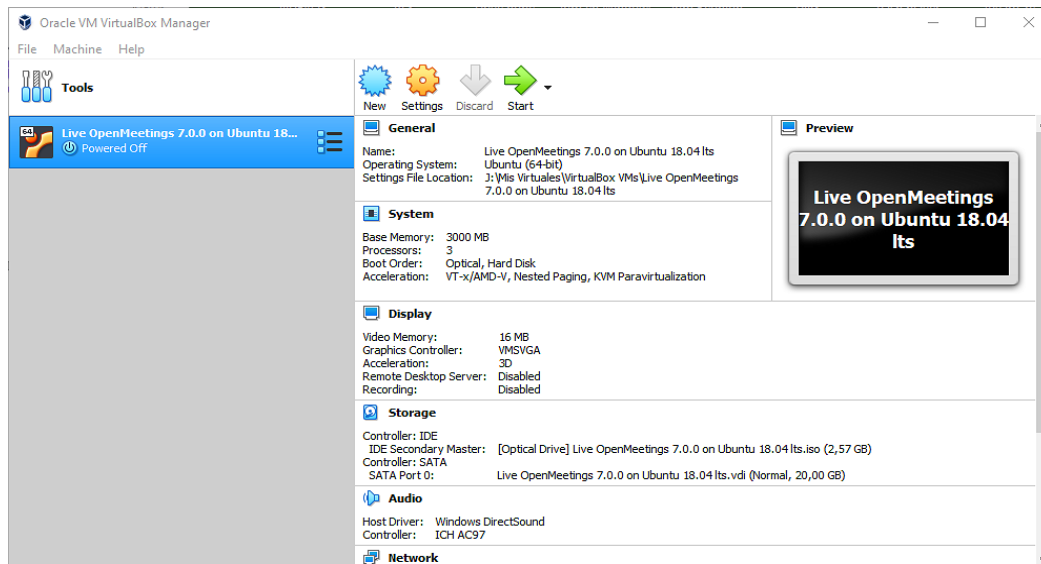 Oracle VM VirtualBox Manager
File Machine Help
Tools
New Settings Discard Start
64
Live OpenMeetings 7.0.0 on Ubuntu 18...
Powered Off
General
Name: Live OpenMeetings 7.0.0 on Ubuntu 18.04 lts
Operating System: Ubuntu (64-bit)
Settings File Location: J:\Mis Virtuales\VirtualBox VMs\Live OpenMeetings
7.0.0 on Ubuntu 18.04 lts
Preview
Live OpenMeetings
7.0.0 on Ubuntu 18.04
lts
System
Base Memory: 3000 MB
Processors: 3
Boot Order: Optical, Hard Disk
Acceleration: VT-x/AMD-V, Nested Paging, KVM Paravirtualization
Display
Video Memory: 16 MB
Graphics Controller: VMSVGA
Acceleration: 3D
Remote Desktop Server: Disabled
Recording: Disabled
Storage
Controller: IDE
IDE Secondary Master: [Optical Drive] Live OpenMeetings 7.0.0 on Ubuntu 18.04 lts.iso (2,57 GB)
Controller: SATA
SATA Port 0: Live OpenMeetings 7.0.0 on Ubuntu 18.04 lts.vdi (Normal, 20,00 GB)
Audio
Host Driver: Windows DirectSound
Controller: ICH AC97
Network